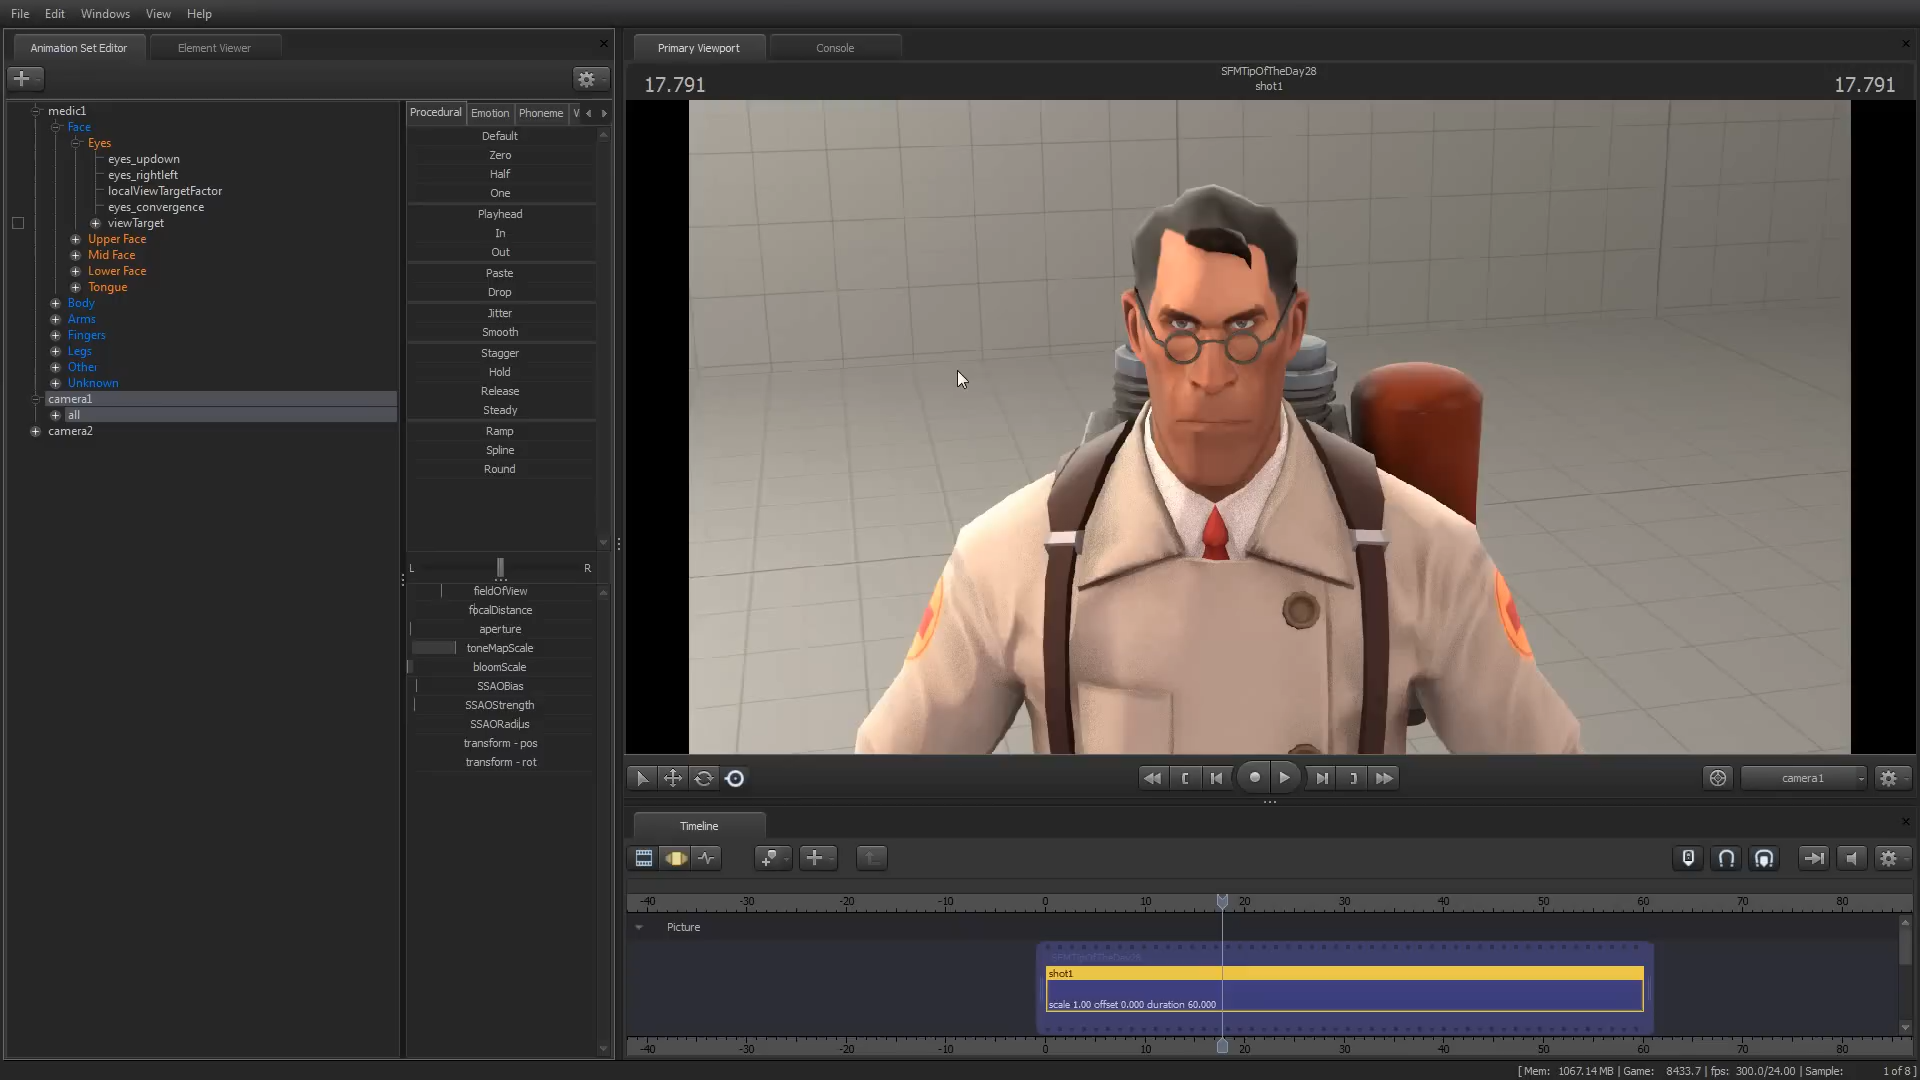 File Edit Windows View Help
Animation Set Editor Element Viewer
Primary Viewport Console
17.791 SFMTipOfTheDay28 17.791
shot1
medic1
Face
Eyes
eyes_updown
eyes_rightleft
localViewTargetFactor
eyes_convergence
viewTarget
Upper Face
Mid Face
Lower Face
Tongue
Body
Arms
Fingers
Legs
Other
Unknown
camera1
all
camera2
Procedural Emotion Phoneme
Default
Zero
Half
One
Playhead
In
Out
Paste
Drop
Jitter
Smooth
Stagger
Hold
Release
Steady
Ramp
Spline
Round
L R
fieldOfView
focalDistance
aperture
toneMapScale
bloomScale
SSAOBias
SSAOStrength
SSAORadius
transform - pos
transform - rot
camera1
Timeline
-40 -30 -20 -10 0 10 20 30 40 50 60 70 80
Picture
SFMTipOfTheDay28
shot1
scale 1.00 offset 0.000 duration 60.000
-40 -30 -20 -10 0 10 20 30 40 50 60 70 80
[ Mem: 1067.14 MB | Game: 8433.7 | fps: 300.0/24.00 | Sample: 1 of 8 ]